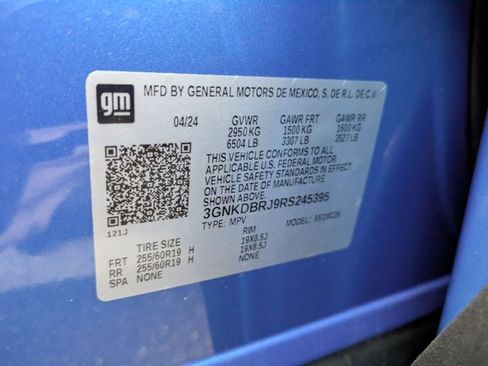 gm
MFD BY GENERAL MOTORS DE MEXICO, S. DE R.L. DE C.V.
04/24 GVWR GAWR FRT GAWR RR
2950 KG 1500 KG 1600 KG
6504 LB 3307 LB 3527 LB
THIS VEHICLE CONFORMS TO ALL
APPLICABLE U.S. FEDERAL MOTOR
VEHICLE SAFETY STANDARDS IN EFFECT
ON THE DATE OF MANUFACTURE
SHOWN ABOVE.
3GNKDBRJ9RS245395
TYPE: MPV MODEL:
121J
TIRE SIZE RIM
FRT 255/60R19 H 19X8.5J
RR 255/60R19 H 19X8.5J
SPA NONE NONE